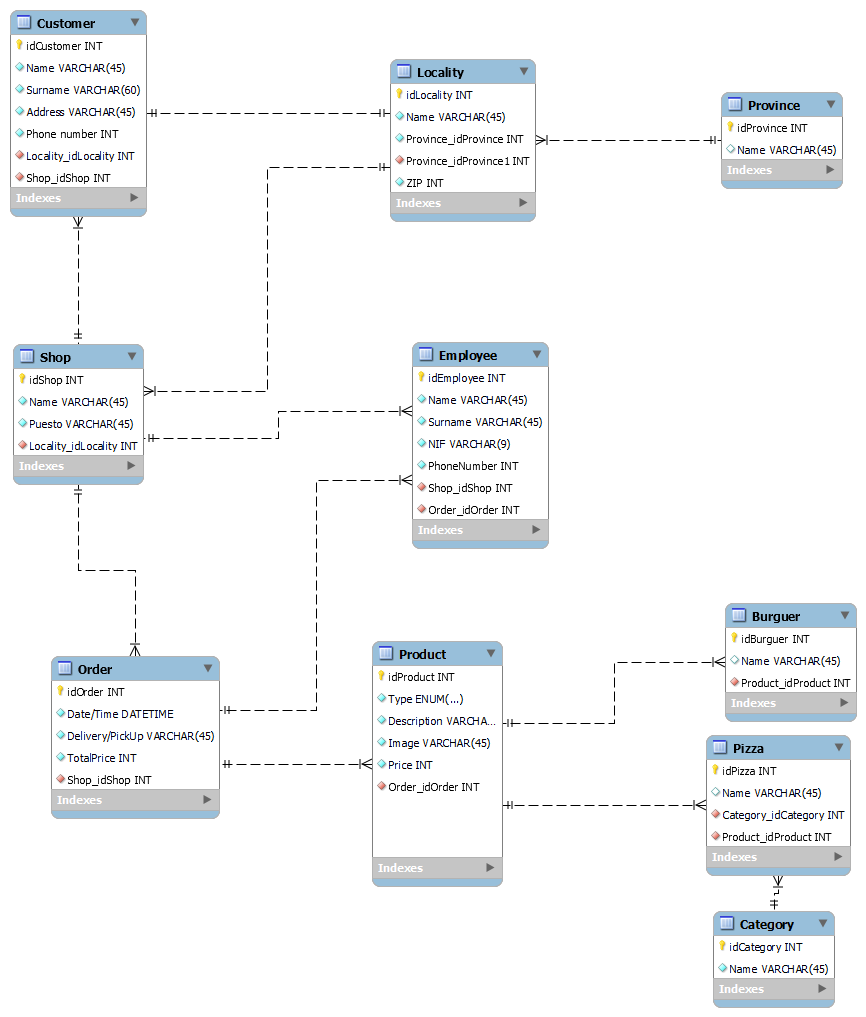 Customer
idCustomer INT
Name VARCHAR(45)
Surname VARCHAR(60)
Address VARCHAR(45)
Phone number INT
Locality_idLocality INT
Shop_idShop INT
Indexes
Locality
idLocality INT
Name VARCHAR(45)
Province_idProvince INT
Province_idProvince1 INT
ZIP INT
Indexes
Province
idProvince INT
Name VARCHAR(45)
Indexes
Shop
idShop INT
Name VARCHAR(45)
Puesto VARCHAR(45)
Locality_idLocality INT
Indexes
Employee
idEmployee INT
Name VARCHAR(45)
Surname VARCHAR(45)
NIF VARCHAR(9)
PhoneNumber INT
Shop_idShop INT
Order_idOrder INT
Indexes
Order
idOrder INT
Date/Time DATETIME
Delivery/PickUp VARCHAR(45)
TotalPrice INT
Shop_idShop INT
Indexes
Product
idProduct INT
Type ENUM(...)
Description VARCHA...
Image VARCHAR(45)
Price INT
Order_idOrder INT
Indexes
Burguer
idBurguer INT
Name VARCHAR(45)
Product_idProduct INT
Indexes
Pizza
idPizza INT
Name VARCHAR(45)
Category_idCategory INT
Product_idProduct INT
Indexes
Category
idCategory INT
Name VARCHAR(45)
Indexes